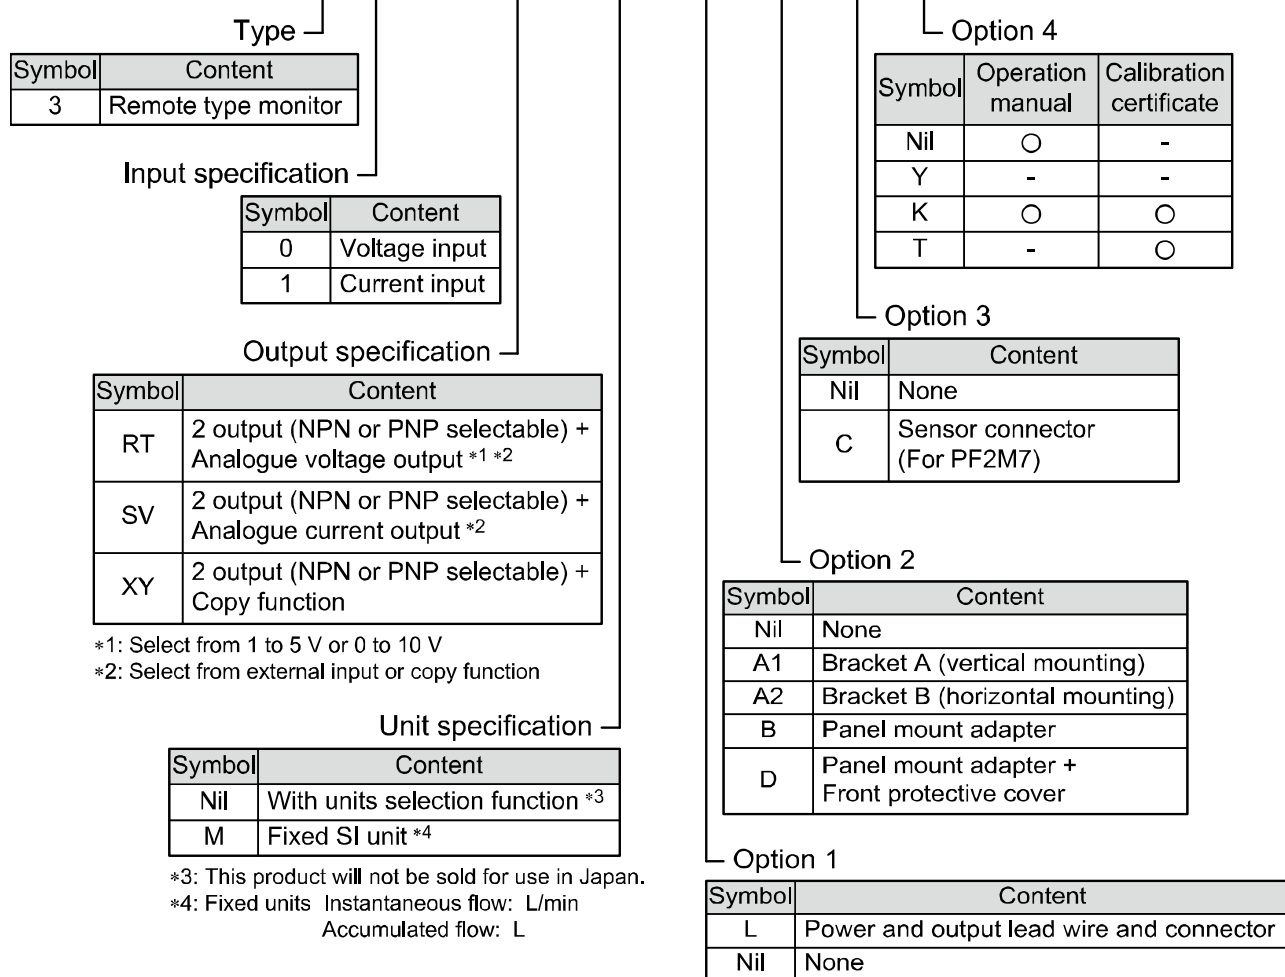 Type
Symbol Content
3 Remote type monitor
Input specification
Symbol Content
0 Voltage input
1 Current input
Output specification
Symbol Content
RT 2 output (NPN or PNP selectable) +
Analogue voltage output *1 *2
SV 2 output (NPN or PNP selectable) +
Analogue current output *2
XY 2 output (NPN or PNP selectable) +
Copy function
*1: Select from 1 to 5 V or 0 to 10 V
*2: Select from external input or copy function
Unit specification
Symbol Content
Nil With units selection function *3
M Fixed SI unit *4
*3: This product will not be sold for use in Japan.
*4: Fixed units Instantaneous flow: L/min
Accumulated flow: L
Option 4
Symbol Operation manual Calibration certificate
Nil ○ -
Y - -
K ○ ○
T - ○
Option 3
Symbol Content
Nil None
C Sensor connector
(For PF2M7)
Option 2
Symbol Content
Nil None
A1 Bracket A (vertical mounting)
A2 Bracket B (horizontal mounting)
B Panel mount adapter
D Panel mount adapter +
Front protective cover
Option 1
Symbol Content
L Power and output lead wire and connector
Nil None